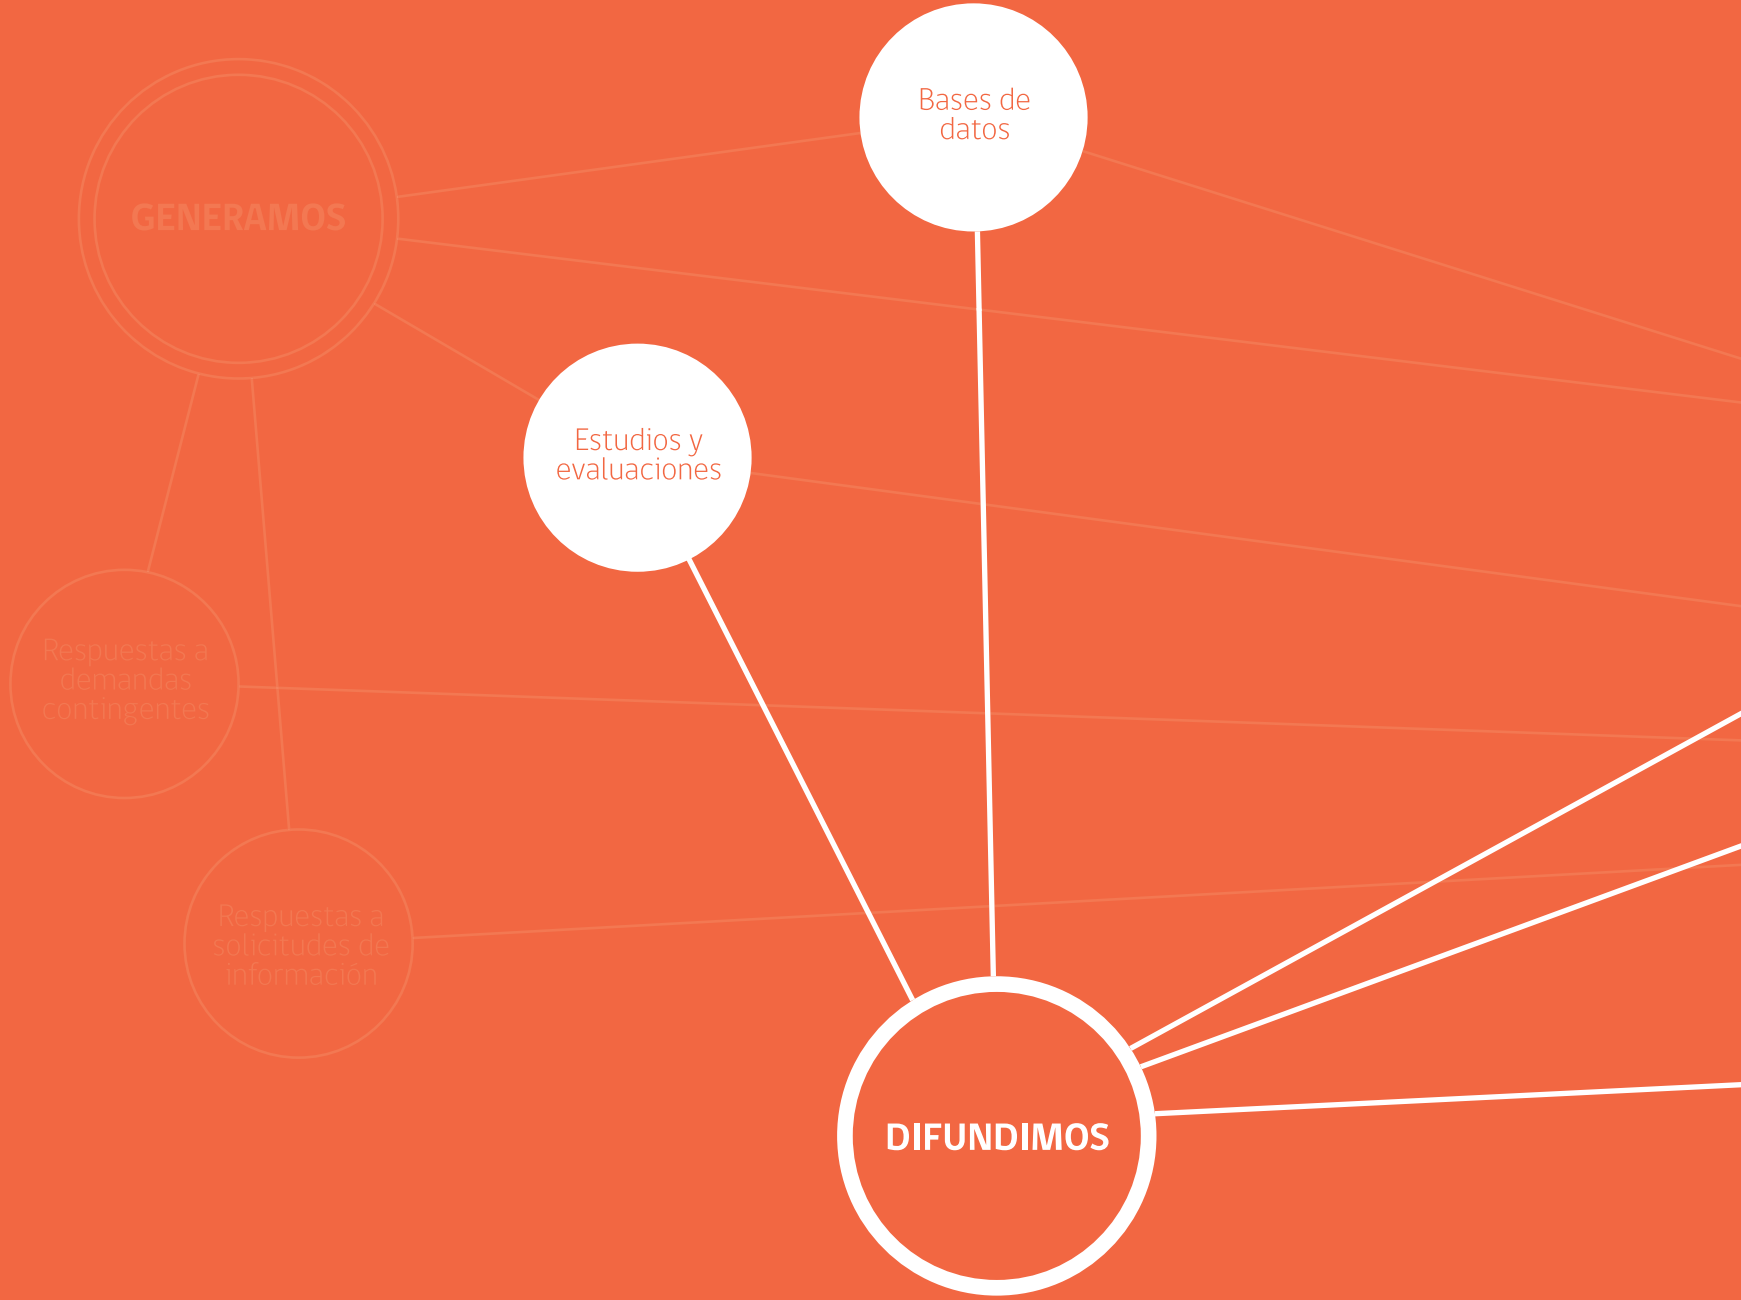 Bases de
datos
GENERAMOS
Estudios y
evaluaciones
Respuestas a
demandas
contingentes
Respuestas a
solicitudes de
información
DIFUNDIMOS